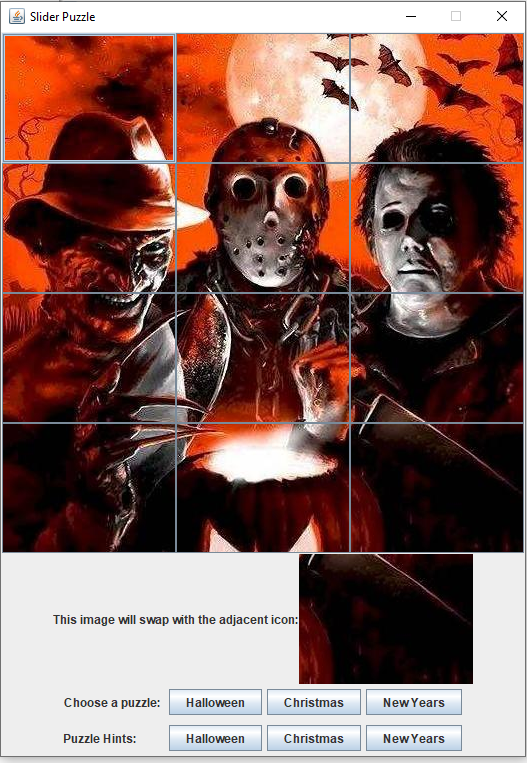 Slider Puzzle
This image will swap with the adjacent icon:
Choose a puzzle: Halloween Christmas New Years
Puzzle Hints: Halloween Christmas New Years